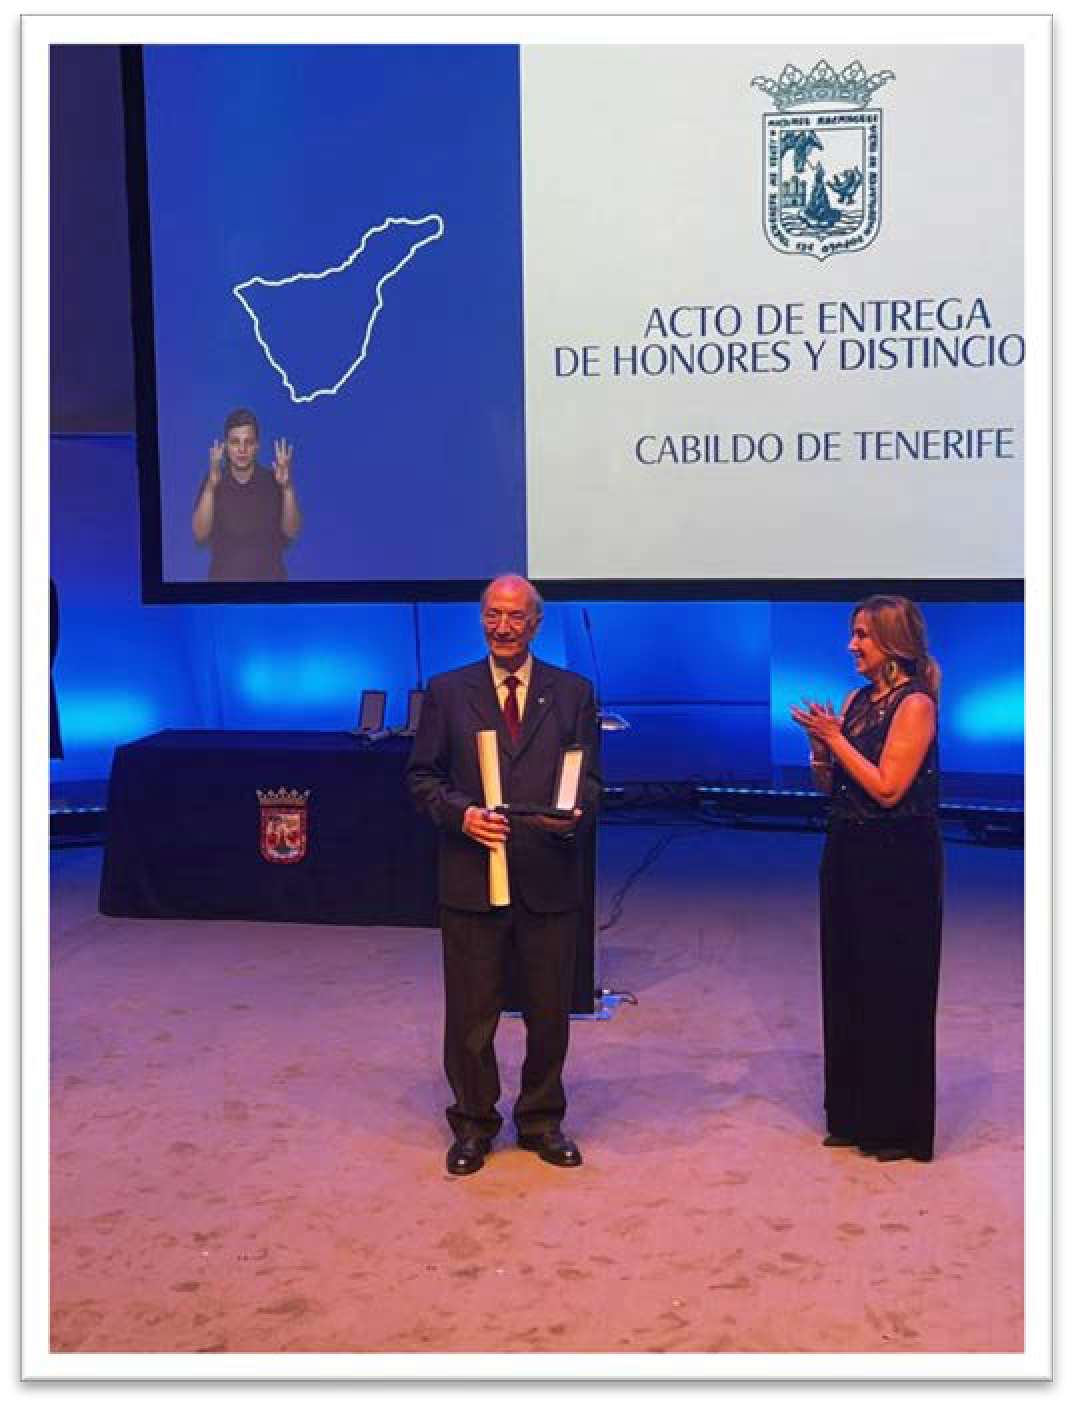 ACTO DE ENTREGA
DE HONORES Y DISTINCIO
CABILDO DE TENERIFE